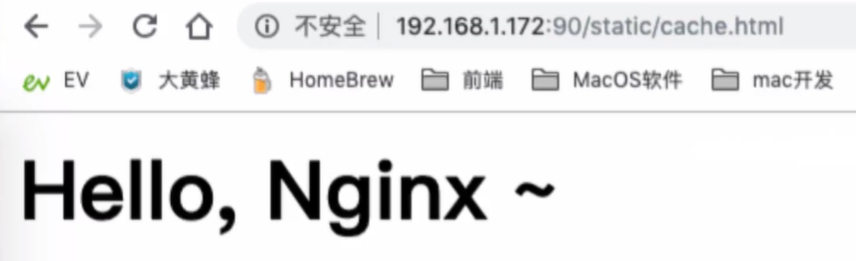 不安全 192.168.1.172:90/static/cache.html
EV 大黄蜂 HomeBrew 前端 MacOS软件 mac开发
Hello, Nginx ~